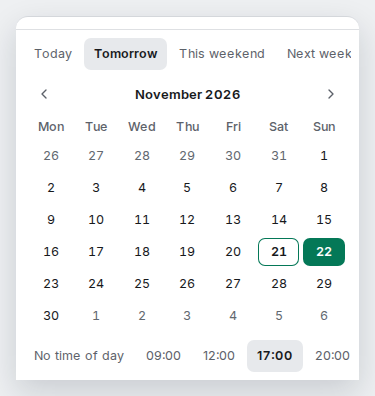 Today Tomorrow This weekend Next week
November 2026
Mon Tue Wed Thu Fri Sat Sun
26 27 28 29 30 31 1
2 3 4 5 6 7 8
9 10 11 12 13 14 15
16 17 18 19 20 21 22
23 24 25 26 27 28 29
30 1 2 3 4 5 6
No time of day 09:00 12:00 17:00 20:00